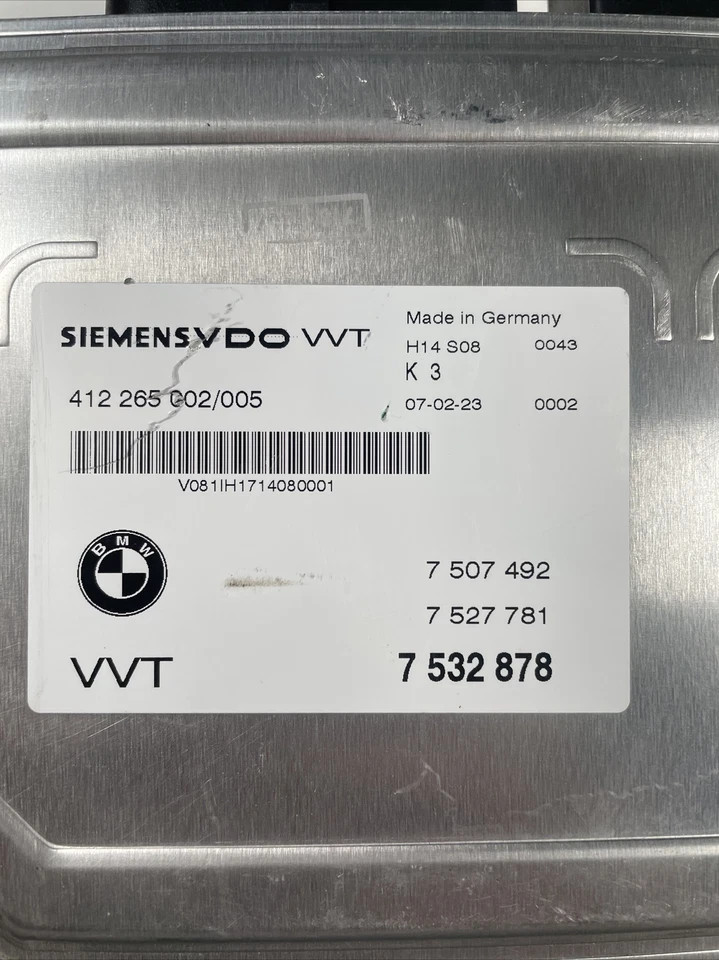 SIEMENSVDO VVT
Made in Germany
H14 S08 0043
K 3
412 265 002/005
07-02-23 0002
V081IH1714080001
BMW
7 507 492
7 527 781
VVT
7 532 878